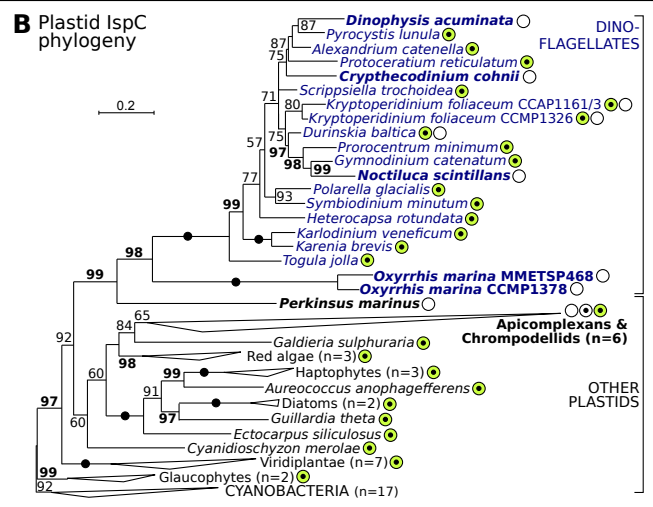 B Plastid IspC
phylogeny
DINO-
FLAGELLATES
0.2
87 Dinophysis acuminata
Pyrocystis lunula
87 Alexandrium catenella
75 Protoceratium reticulatum
Crypthecodinium cohnii
Scrippsiella trochoidea
71 80 Kryptoperidinium foliaceum CCAP1161/3
Kryptoperidinium foliaceum CCMP1326
75 Durinskia baltica
57 97 Prorocentrum minimum
98 Gymnodinium catenatum
99 Noctiluca scintillans
77 Polarella glacialis
93 Symbiodinium minutum
99 Heterocapsa rotundata
Karlodinium veneficum
Karenia brevis
98 Togula jolla
99 Oxyrrhis marina MMETSP468
Oxyrrhis marina CCMP1378
Perkinsus marinus
65
Apicomplexans &
Chrompodellids (n=6)
84
92 Galdieria sulphuraria
98 Red algae (n=3)
60 99 Haptophytes (n=3)
91 Aureococcus anophagefferens
OTHER
PLASTIDS
97 Diatoms (n=2)
97 Guillardia theta
60 Ectocarpus siliculosus
Cyanidioschyzon merolae
Viridiplantae (n=7)
99 Glaucophytes (n=2)
92 CYANOBACTERIA (n=17)